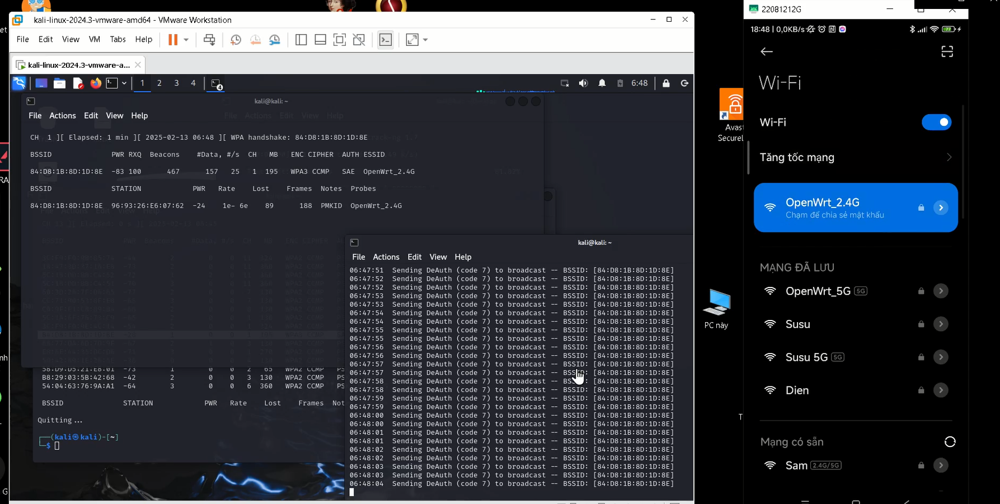 kali-linux-2024.3-vmware-amd64 - VMware Workstation
File Edit View VM Tabs Help
kali-linux-2024.3-vmware-a...
1 2 3 4
4
6:48
kali@kali: ~
File Actions Edit View Help
CH 1 ][ Elapsed: 1 min ][ 2025-02-13 06:48 ][ WPA handshake: 84:D8:1B:8D:1D:8E
BSSID PWR RXQ Beacons #Data, #/s CH MB ENC CIPHER AUTH ESSID
84:D8:1B:8D:1D:8E -83 100 467 157 25 1 195 WPA3 CCMP SAE OpenWrt_2.4G
BSSID STATION PWR Rate Lost Frames Notes Probes
84:D8:1B:8D:1D:8E 96:93:26:E6:07:62 -24 1e- 6e 89 188 PMKID OpenWrt_2.4G
58:D9:D5:21:E8:01 -73 1 0 0 2 65 WPA2 CCMP PS
B8:29:03:5B:42:68 -42 2 0 0 3 130 WPA2 CCMP PS
54:04:63:76:9A:A1 -64 3 0 0 6 360 WPA2 CCMP PS
BSSID STATION PWR Rate Lost Frames Not
Quitting...
┌──(kali㉿kali)-[~]
└─$
kali@kali: ~
File Actions Edit View Help
06:47:51 Sending DeAuth (code 7) to broadcast -- BSSID: [84:D8:1B:8D:1D:8E]
06:47:52 Sending DeAuth (code 7) to broadcast -- BSSID: [84:D8:1B:8D:1D:8E]
06:47:52 Sending DeAuth (code 7) to broadcast -- BSSID: [84:D8:1B:8D:1D:8E]
06:47:53 Sending DeAuth (code 7) to broadcast -- BSSID: [84:D8:1B:8D:1D:8E]
06:47:53 Sending DeAuth (code 7) to broadcast -- BSSID: [84:D8:1B:8D:1D:8E]
06:47:54 Sending DeAuth (code 7) to broadcast -- BSSID: [84:D8:1B:8D:1D:8E]
06:47:54 Sending DeAuth (code 7) to broadcast -- BSSID: [84:D8:1B:8D:1D:8E]
06:47:55 Sending DeAuth (code 7) to broadcast -- BSSID: [84:D8:1B:8D:1D:8E]
06:47:55 Sending DeAuth (code 7) to broadcast -- BSSID: [84:D8:1B:8D:1D:8E]
06:47:56 Sending DeAuth (code 7) to broadcast -- BSSID: [84:D8:1B:8D:1D:8E]
06:47:56 Sending DeAuth (code 7) to broadcast -- BSSID: [84:D8:1B:8D:1D:8E]
06:47:57 Sending DeAuth (code 7) to broadcast -- BSSID: [84:D8:1B:8D:1D:8E]
06:47:57 Sending DeAuth (code 7) to broadcast -- BSSID: [84:D8:1B:8D:1D:8E]
06:47:58 Sending DeAuth (code 7) to broadcast -- BSSID: [84:D8:1B:8D:1D:8E]
06:47:58 Sending DeAuth (code 7) to broadcast -- BSSID: [84:D8:1B:8D:1D:8E]
06:47:59 Sending DeAuth (code 7) to broadcast -- BSSID: [84:D8:1B:8D:1D:8E]
06:47:59 Sending DeAuth (code 7) to broadcast -- BSSID: [84:D8:1B:8D:1D:8E]
06:48:00 Sending DeAuth (code 7) to broadcast -- BSSID: [84:D8:1B:8D:1D:8E]
06:48:00 Sending DeAuth (code 7) to broadcast -- BSSID: [84:D8:1B:8D:1D:8E]
06:48:01 Sending DeAuth (code 7) to broadcast -- BSSID: [84:D8:1B:8D:1D:8E]
06:48:01 Sending DeAuth (code 7) to broadcast -- BSSID: [84:D8:1B:8D:1D:8E]
06:48:02 Sending DeAuth (code 7) to broadcast -- BSSID: [84:D8:1B:8D:1D:8E]
06:48:02 Sending DeAuth (code 7) to broadcast -- BSSID: [84:D8:1B:8D:1D:8E]
06:48:03 Sending DeAuth (code 7) to broadcast -- BSSID: [84:D8:1B:8D:1D:8E]
06:48:03 Sending DeAuth (code 7) to broadcast -- BSSID: [84:D8:1B:8D:1D:8E]
06:48:04 Sending DeAuth (code 7) to broadcast -- BSSID: [84:D8:1B:8D:1D:8E]
Avast
SecureL
PC này
22081212G
18:48 | 0,0KB/s
77
Wi-Fi
Wi-Fi
Tăng tốc mạng
OpenWrt_2.4G
Chạm để chia sẻ mật khẩu
MẠNG ĐÃ LƯU
OpenWrt_5G 5G
Susu
Susu 5G 5G
Dien
Mạng có sẵn
Sam 2.4G/5G